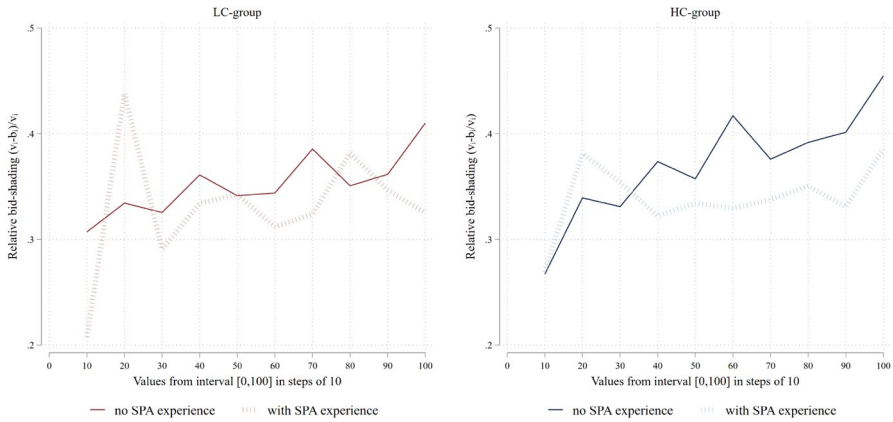 LC-group
Relative bid-shading (vᵢ-bᵢ)/vᵢ
.5
.4
.3
.2
0 10 20 30 40 50 60 70 80 90 100
Values from interval [0,100] in steps of 10
no SPA experience with SPA experience
HC-group
Relative bid-shading (vᵢ-bᵢ/vᵢ)
.5
.4
.3
.2
0 10 20 30 40 50 60 70 80 90 100
Values from interval [0,100] in steps of 10
no SPA experience with SPA experience